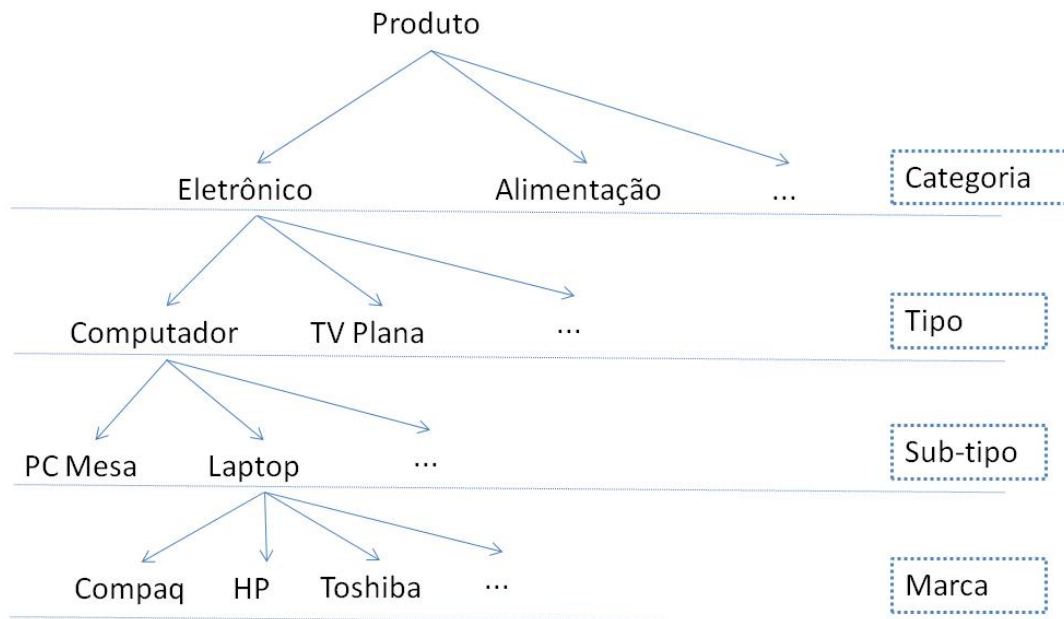 Produto
Eletrônico Alimentação ... Categoria
Computador TV Plana ... Tipo
PC Mesa Laptop ... Sub-tipo
Compaq HP Toshiba ... Marca